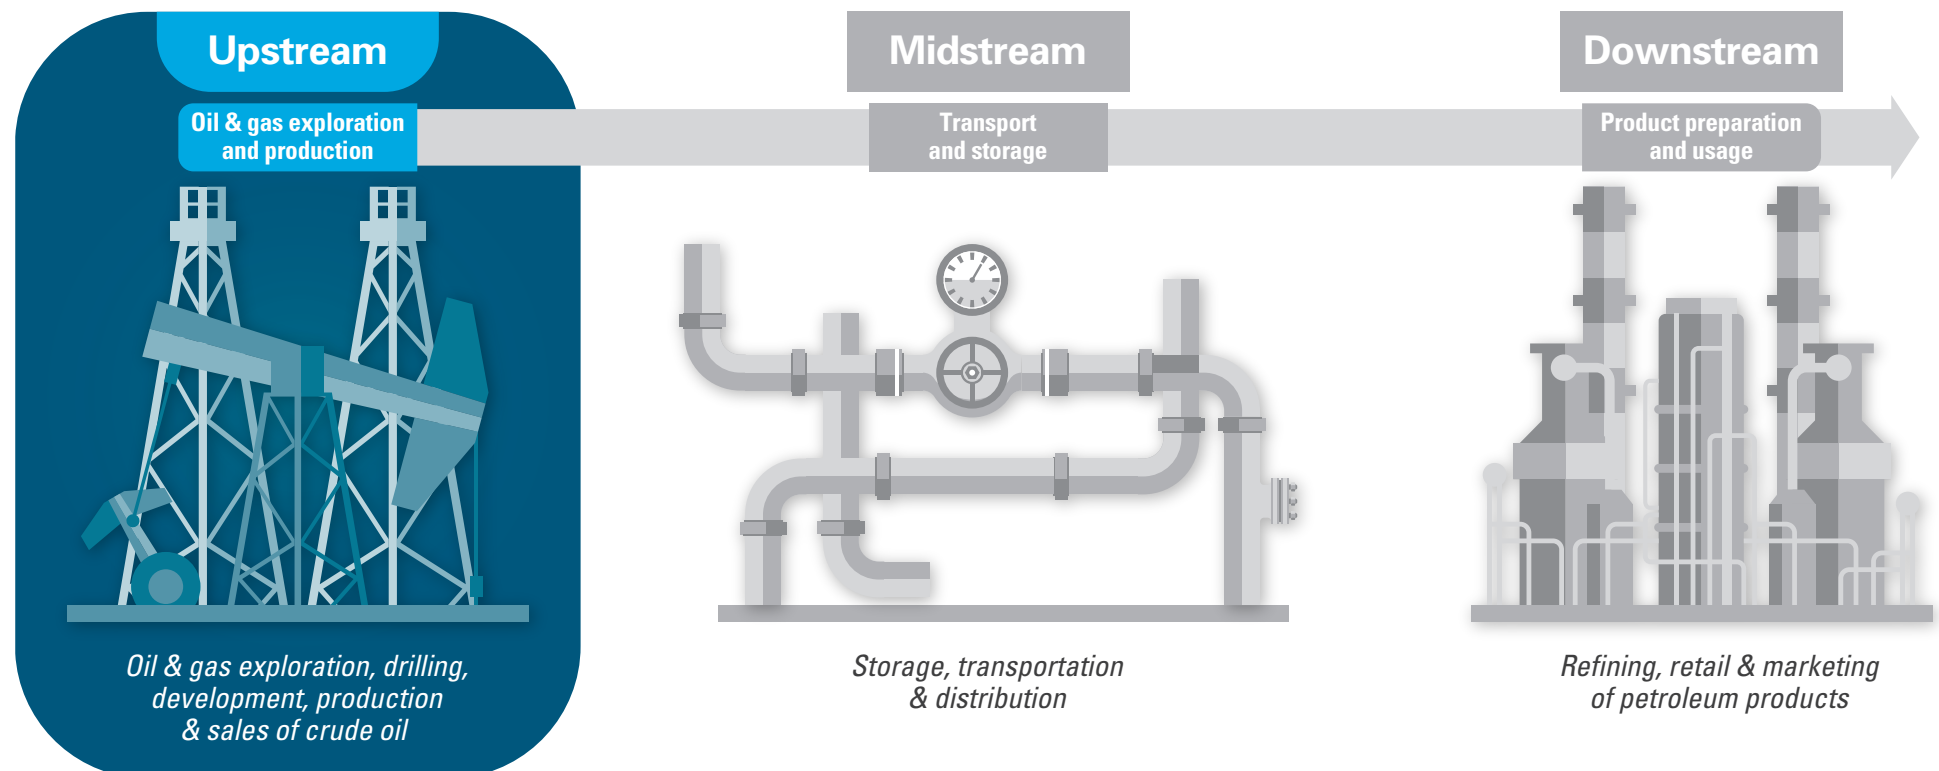 Upstream
Oil & gas exploration
and production
Oil & gas exploration, drilling,
development, production
& sales of crude oil
Midstream
Transport
and storage
Storage, transportation
& distribution
Downstream
Product preparation
and usage
Refining, retail & marketing
of petroleum products